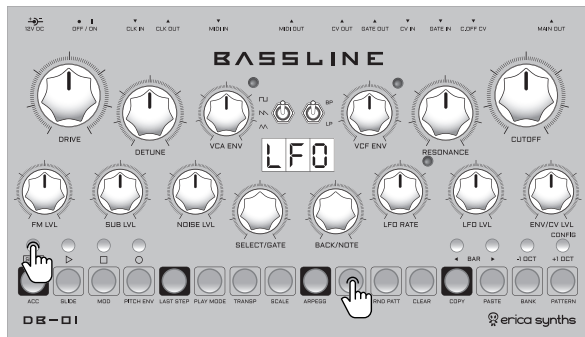 12V DC OFF / ON CLK IN CLK OUT MIDI IN MIDI OUT CV OUT GATE OUT CV IN GATE IN C.OFF CV MAIN OUT
BASSLINE
BP
LP
DRIVE DETUNE VCA ENV VCF ENV RESONANCE CUTOFF
LFO
FM LVL SUB LVL NOISE LVL SELECT/GATE BACK/NOTE LFO RATE LFO LVL ENV/CV LVL
CONFIG
BAR -1 OCT +1 OCT
ACC SLIDE MOD PITCH ENV LAST STEP PLAY MODE TRANSP SCALE ARPEGG RND PATT CLEAR COPY PASTE BANK PATTERN
DB-01 erica synths